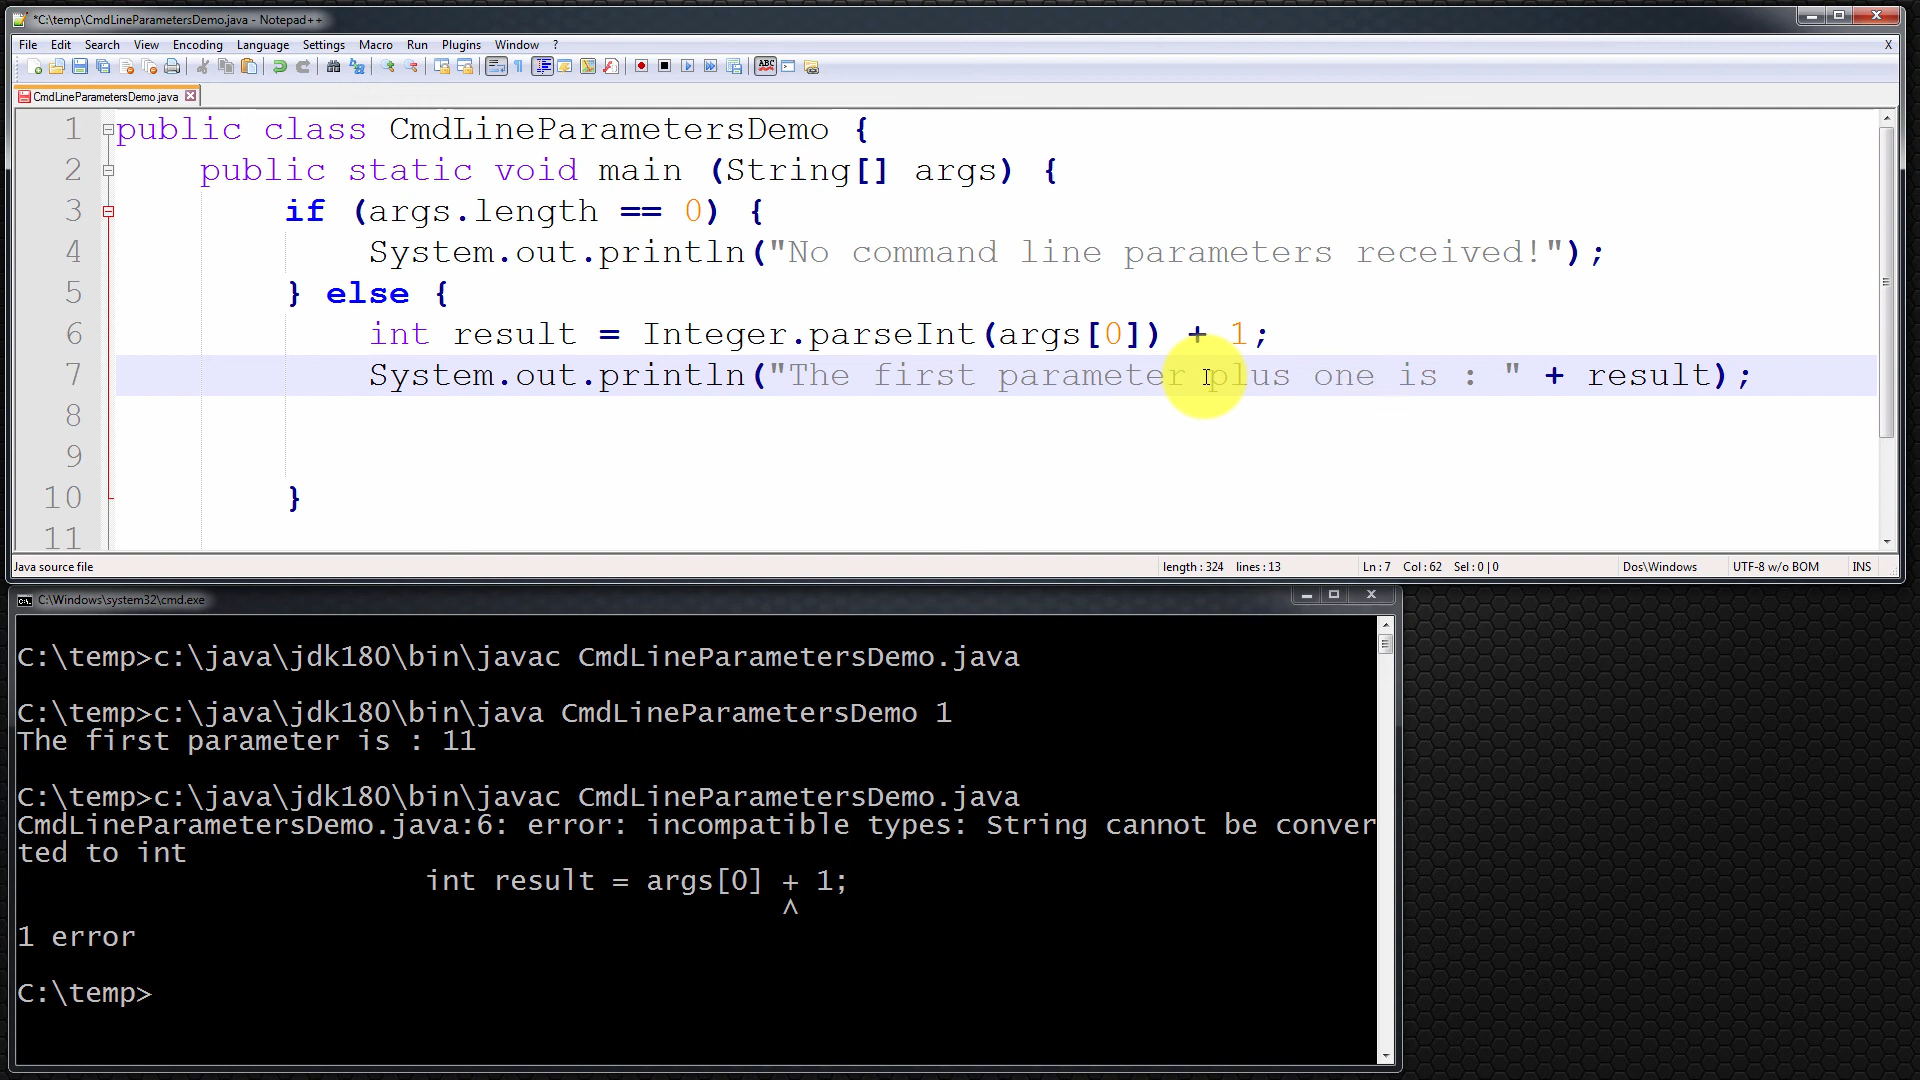 *C:\temp\CmdLineParametersDemo.java - Notepad++
File Edit Search View Encoding Language Settings Macro Run Plugins Window ? X
ABC
CmdLineParametersDemo.java
1 public class CmdLineParametersDemo {
2 public static void main (String[] args) {
3 if (args.length == 0) {
4 System.out.println("No command line parameters received!");
5 } else {
6 int result = Integer.parseInt(args[0]) + 1;
7 System.out.println("The first parameter plus one is : " + result);
8
9
10 }
11
Java source file length : 324 lines : 13 Ln : 7 Col : 62 Sel : 0 | 0 Dos\Windows UTF-8 w/o BOM INS
C:\Windows\system32\cmd.exe
C:\temp>c:\java\jdk180\bin\javac CmdLineParametersDemo.java
C:\temp>c:\java\jdk180\bin\java CmdLineParametersDemo 1
The first parameter is : 11
C:\temp>c:\java\jdk180\bin\javac CmdLineParametersDemo.java
CmdLineParametersDemo.java:6: error: incompatible types: String cannot be conver
ted to int
int result = args[0] + 1;
^
1 error
C:\temp>